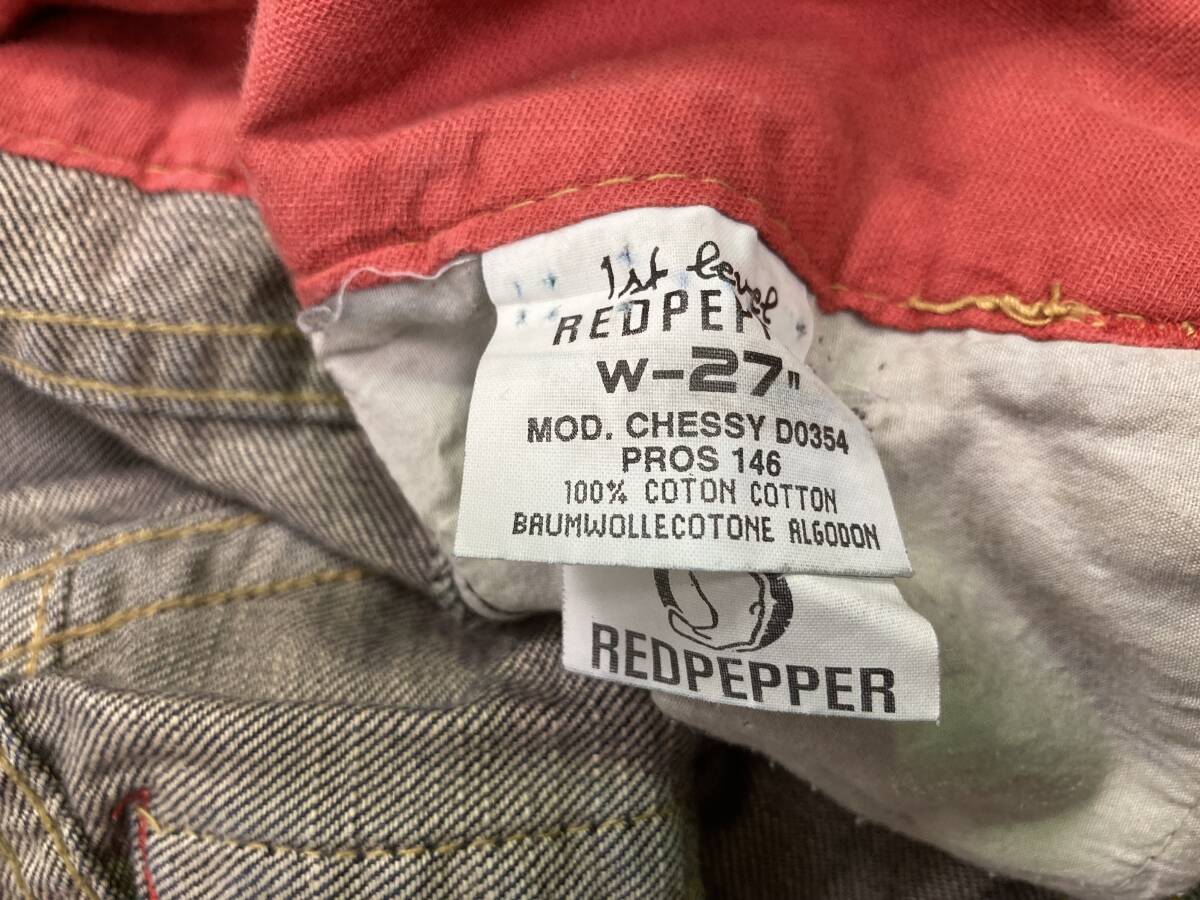 1st level
REDPEPP
W-27"
MOD. CHESSY D0354
PROS 146
100% COTON COTTON
BAUMWOLLECOTONE ALGODON
REDPEPPER